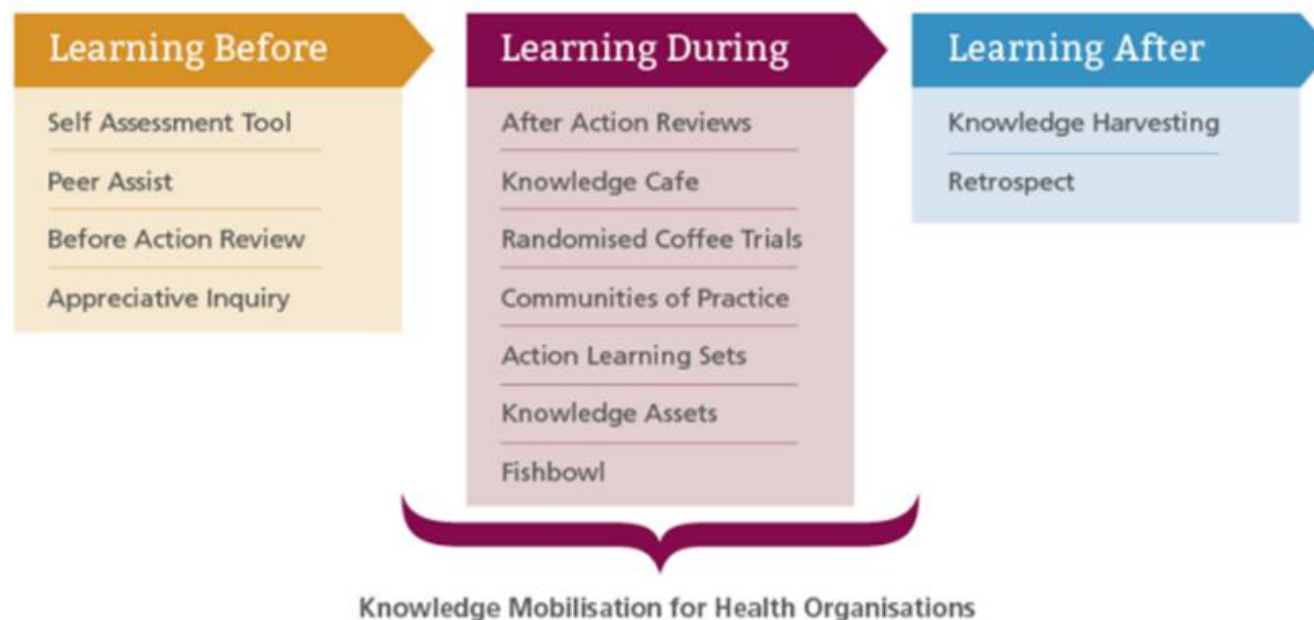 Learning Before
Self Assessment Tool
Peer Assist
Before Action Review
Appreciative Inquiry
Learning During
After Action Reviews
Knowledge Cafe
Randomised Coffee Trials
Communities of Practice
Action Learning Sets
Knowledge Assets
Fishbowl
Learning After
Knowledge Harvesting
Retrospect
Knowledge Mobilisation for Health Organisations